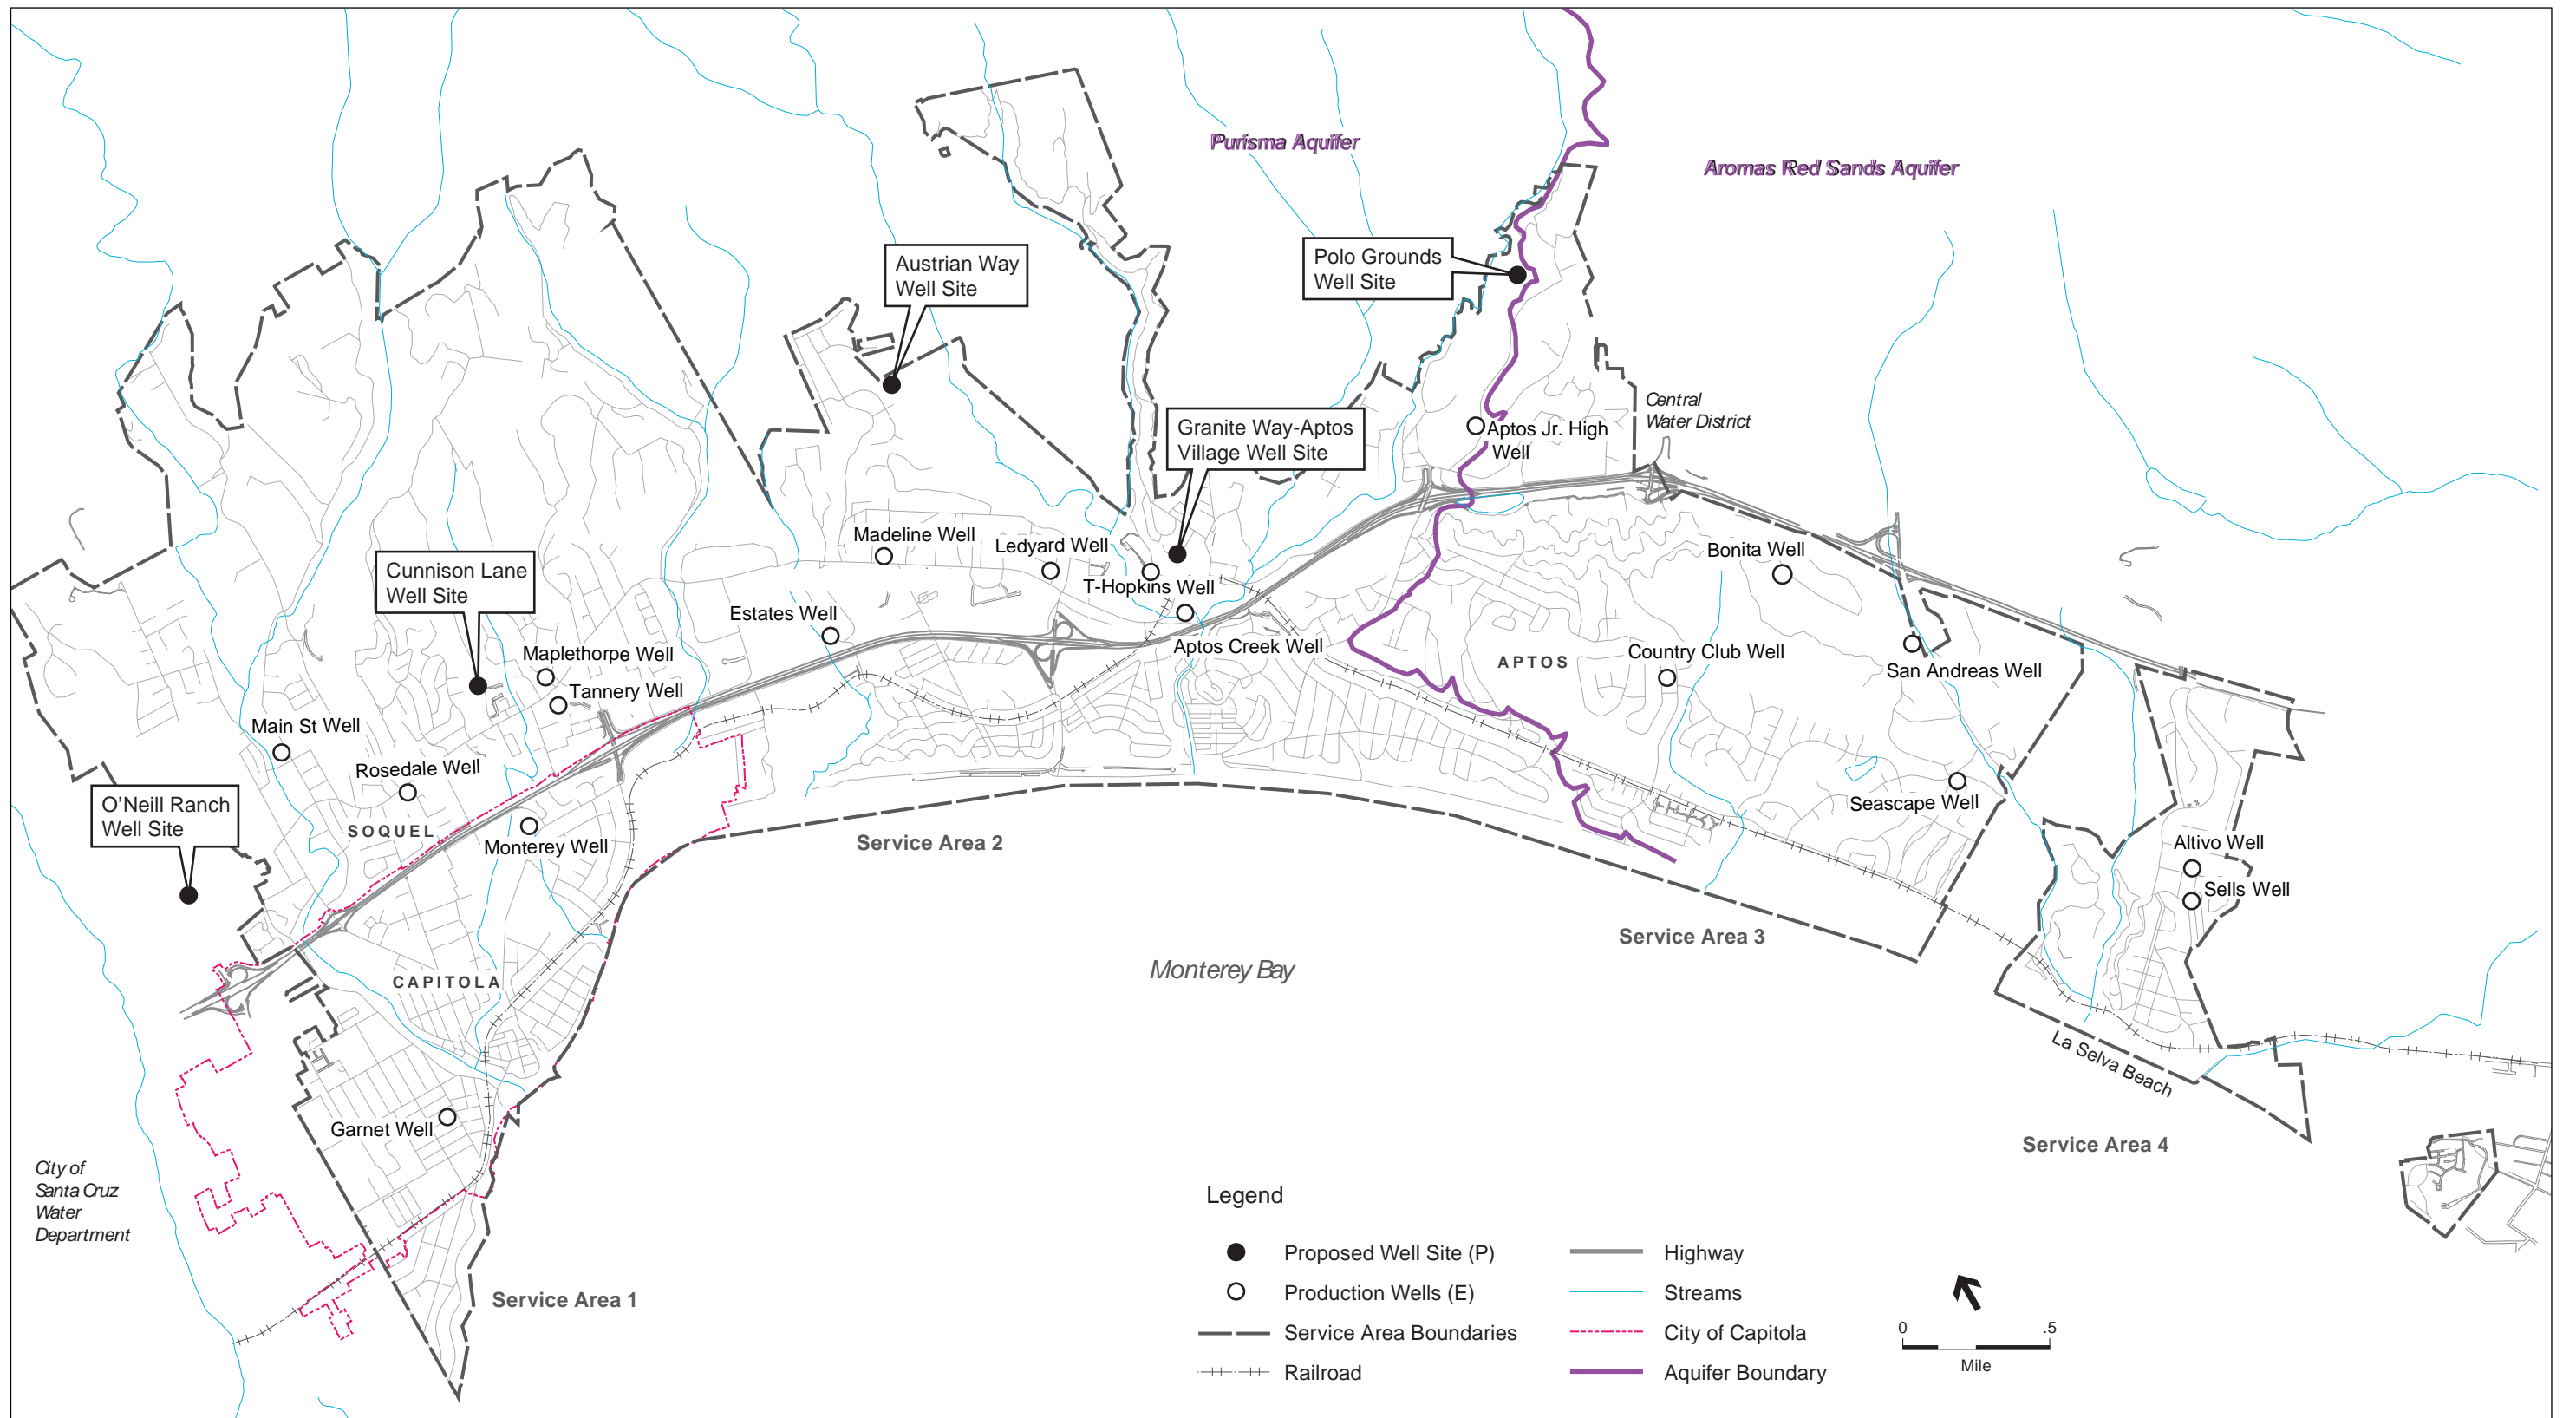 Purisma Aquifer
Aromas Red Sands Aquifer
Austrian Way
Well Site
Polo Grounds
Well Site
Central
Water District
Granite Way-Aptos
Village Well Site
Aptos Jr. High
Well
Madeline Well
Ledyard Well
Bonita Well
Cunnison Lane
Well Site
T-Hopkins Well
Estates Well
Aptos Creek Well
Maplethorpe Well
Tannery Well
APTOS
Country Club Well
San Andreas Well
Main St Well
Rosedale Well
O'Neill Ranch
Well Site
SOQUEL
Monterey Well
Seascape Well
Service Area 2
Altivo Well
Sells Well
Service Area 3
Monterey Bay
CAPITOLA
La Selva Beach
Garnet Well
City of
Santa Cruz
Water
Department
Service Area 4
Service Area 1
Legend
Proposed Well Site (P)
Production Wells (E)
Service Area Boundaries
Railroad
Highway
Streams
City of Capitola
Aquifer Boundary
0 .5
Mile